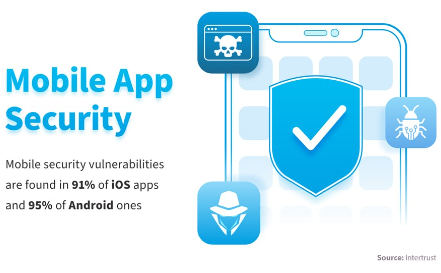 Mobile App
Security
Mobile security vulnerabilities
are found in 91% of iOS apps
and 95% of Android ones
Source: Intertrust